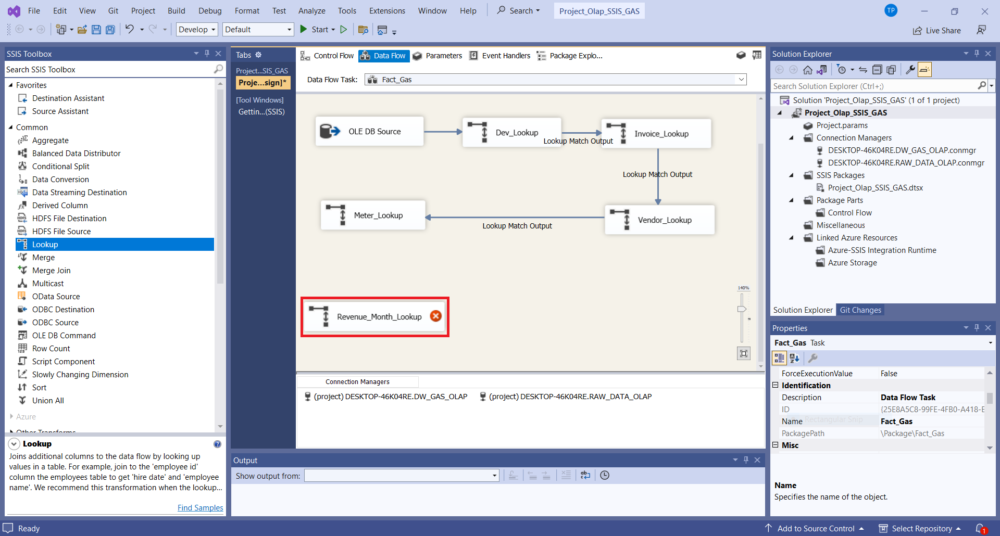 File Edit View Git Project Build Debug Format Test Analyze Tools Extensions Window Help Search Project_Olap_SSIS_GAS TP
Develop Default Start Live Share
SSIS Toolbox
Search SSIS Toolbox
Favorites
Destination Assistant
Source Assistant
Common
Aggregate
Balanced Data Distributor
Conditional Split
Data Conversion
Data Streaming Destination
Derived Column
HDFS File Destination
HDFS File Source
Lookup
Merge
Merge Join
Multicast
OData Source
ODBC Destination
ODBC Source
OLE DB Command
Row Count
Script Component
Slowly Changing Dimension
Sort
Union All
Azure
Other Transforms
Lookup
Joins additional columns to the data flow by looking up
values in a table. For example, join to the 'employee id'
column the employees table to get 'hire date' and 'employee
name'. We recommend this transformation when the lookup...
Find Samples
Tabs
Project...SIS_GAS
Proje...sign]*
[Tool Windows]
Gettin...(SSIS)
Control Flow Data Flow Parameters Event Handlers Package Explo...
Data Flow Task: Fact_Gas
OLE DB Source
Dev_Lookup
Lookup Match Output
Invoice_Lookup
Lookup Match Output
Meter_Lookup
Lookup Match Output
Vendor_Lookup
Revenue_Month_Lookup
140%
Connection Managers
(project) DESKTOP-46K04RE.DW_GAS_OLAP (project) DESKTOP-46K04RE.RAW_DATA_OLAP
Output
Show output from:
Solution Explorer
Search Solution Explorer (Ctrl+;)
Solution 'Project_Olap_SSIS_GAS' (1 of 1 project)
Project_Olap_SSIS_GAS
Project.params
Connection Managers
DESKTOP-46K04RE.DW_GAS_OLAP.conmgr
DESKTOP-46K04RE.RAW_DATA_OLAP.conmgr
SSIS Packages
Project_Olap_SSIS_GAS.dtsx
Package Parts
Control Flow
Miscellaneous
Linked Azure Resources
Azure-SSIS Integration Runtime
Azure Storage
Solution Explorer Git Changes
Properties
Fact_Gas Task
ForceExecutionValue False
Identification
Description Data Flow Task
ID {25E8A5C8-99FE-4FB0-A418-E
Rectangular Snip
Name Fact_Gas
PackagePath \Package\Fact_Gas
Misc
Name
Specifies the name of the object.
Ready Add to Source Control Select Repository 1